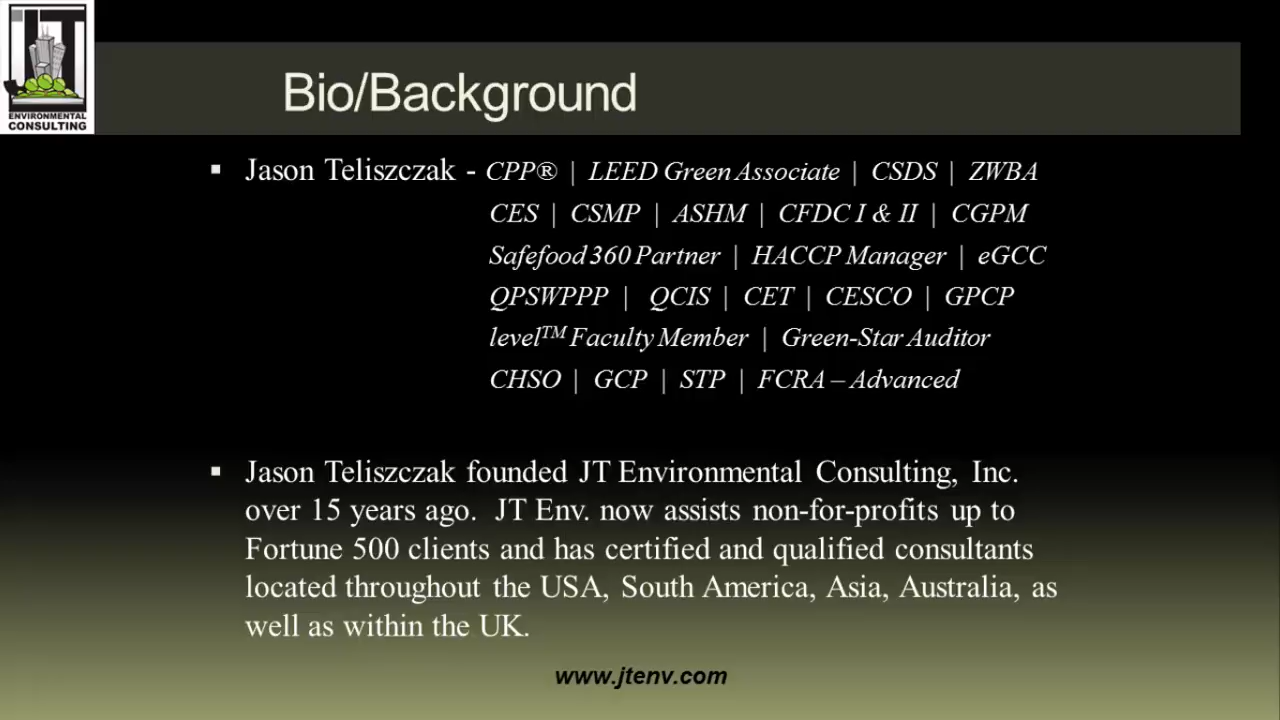 JT
ENVIRONMENTAL
CONSULTING
Bio/Background
▪ Jason Teliszczak - CPP® | LEED Green Associate | CSDS | ZWBA
CES | CSMP | ASHM | CFDC I & II | CGPM
Safefood 360 Partner | HACCP Manager | eGCC
QPSWPPP | QCIS | CET | CESCO | GPCP
level™ Faculty Member | Green-Star Auditor
CHSO | GCP | STP | FCRA – Advanced
▪ Jason Teliszczak founded JT Environmental Consulting, Inc.
over 15 years ago. JT Env. now assists non-for-profits up to
Fortune 500 clients and has certified and qualified consultants
located throughout the USA, South America, Asia, Australia, as
well as within the UK.
www.jtenv.com